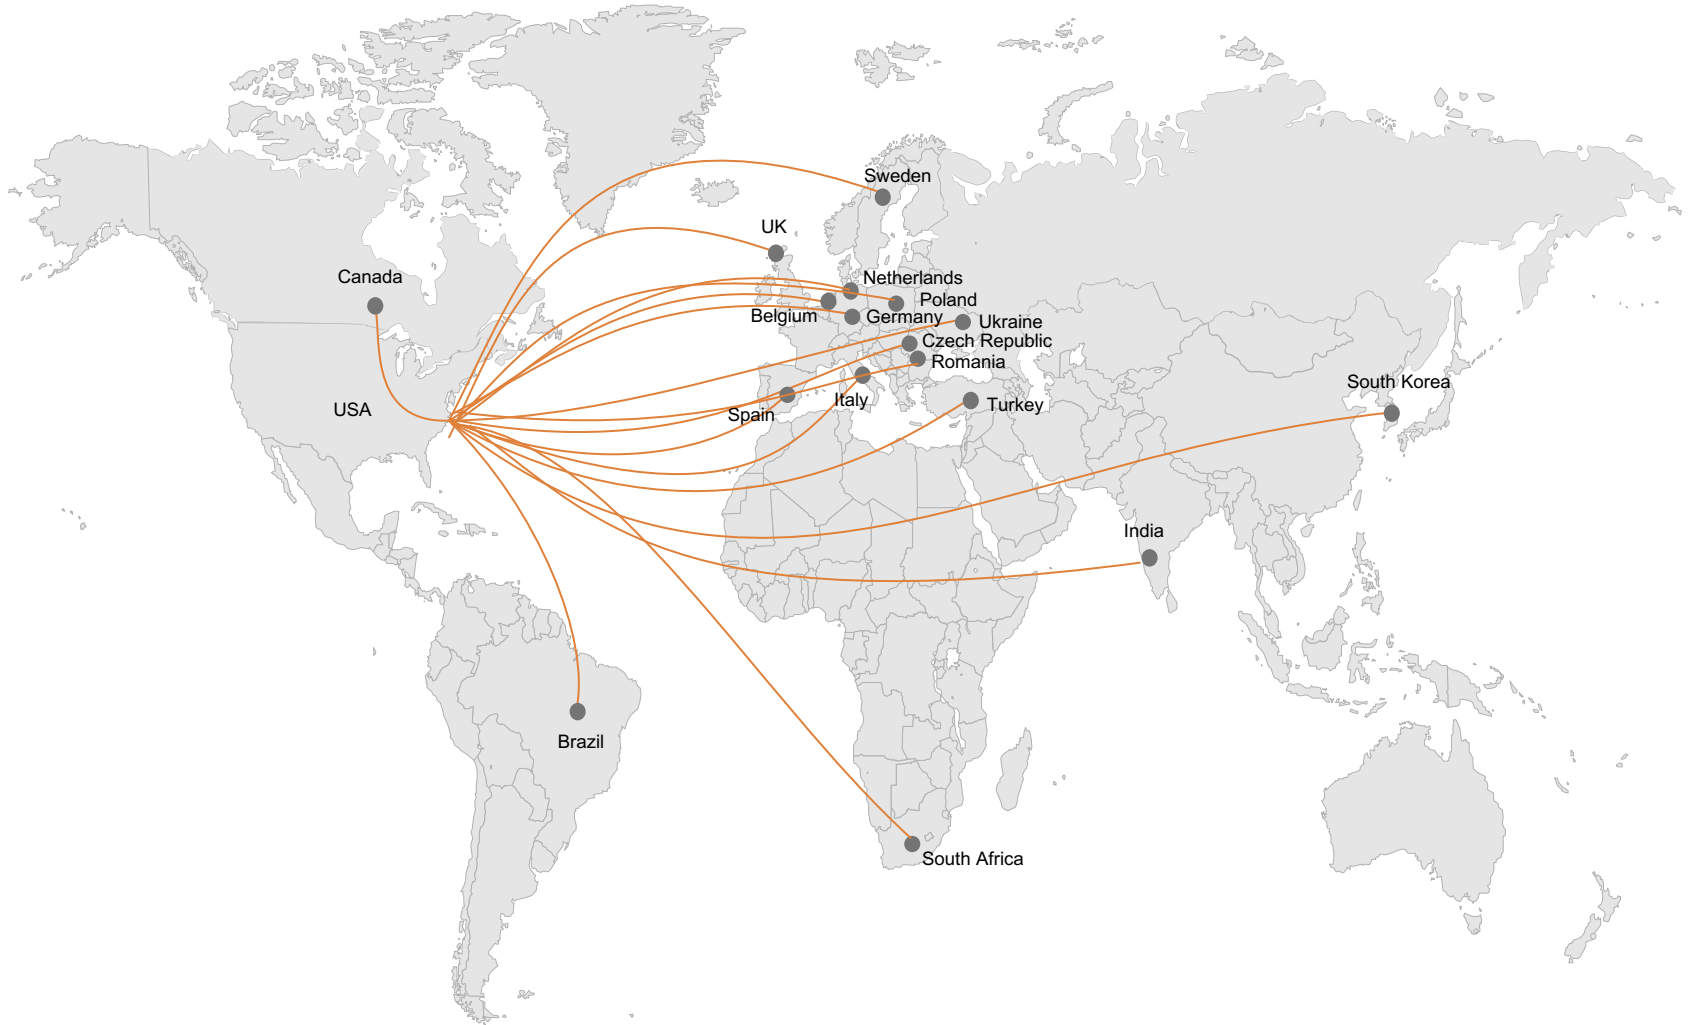 Sweden
UK
Canada
Netherlands
Poland
Belgium
Germany
Ukraine
Czech Republic
Romania
South Korea
Italy
Turkey
USA
Spain
India
Brazil
South Africa